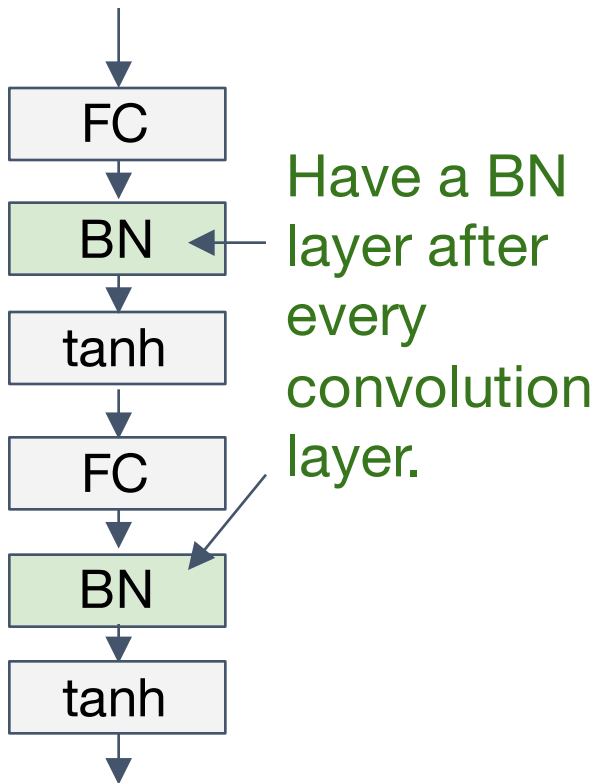 FC
BN
tanh
FC
BN
tanh
Have a BN
layer after
every
convolution
layer.